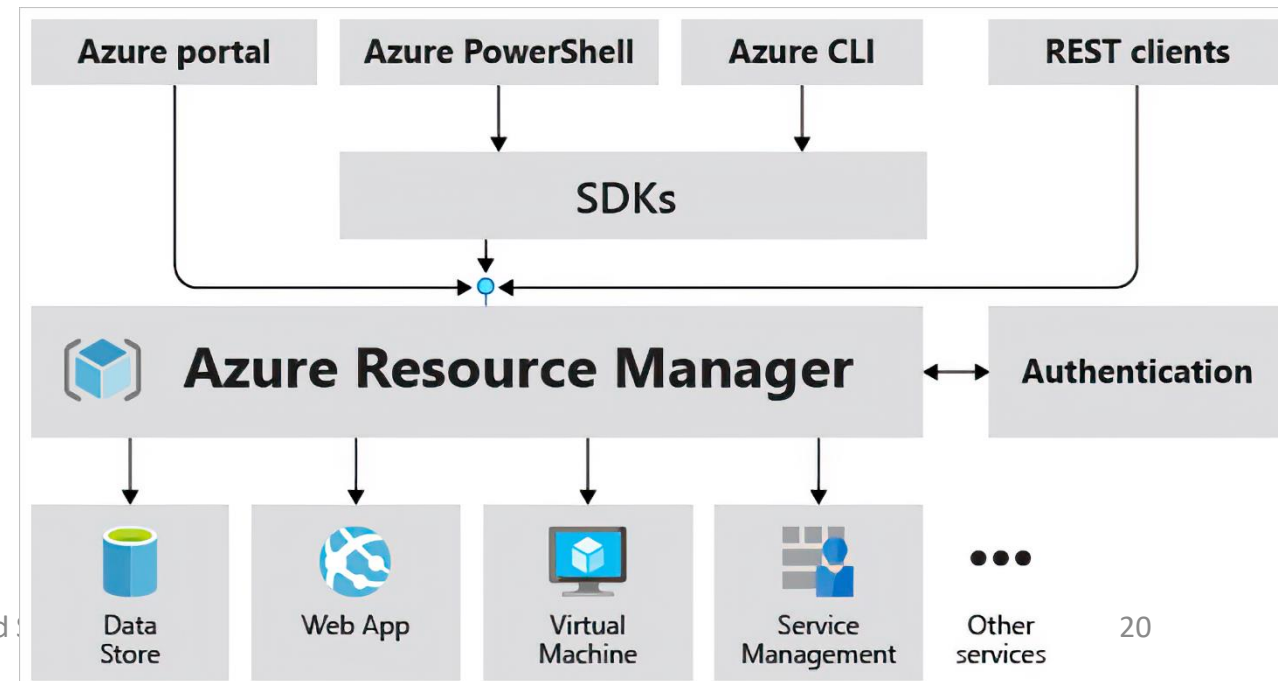 Azure portal
Azure PowerShell
Azure CLI
REST clients
SDKs
Azure Resource Manager
Authentication
Data
Store
Web App
Virtual
Machine
Service
Management
Other
services
20